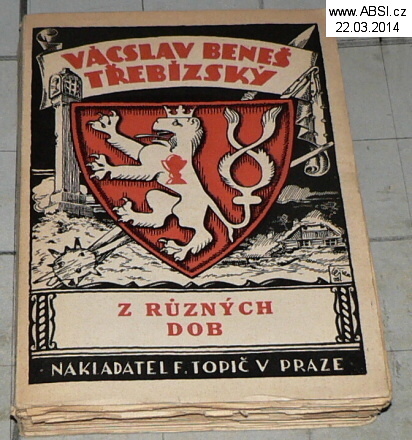 www.ABSI.cz
22.03.2014
VÁCSLAV BENEŠ
TŘEBÍZSKÝ
Z RŮZNÝCH
DOB
NAKLADATEL F. TOPIČ V PRAZE